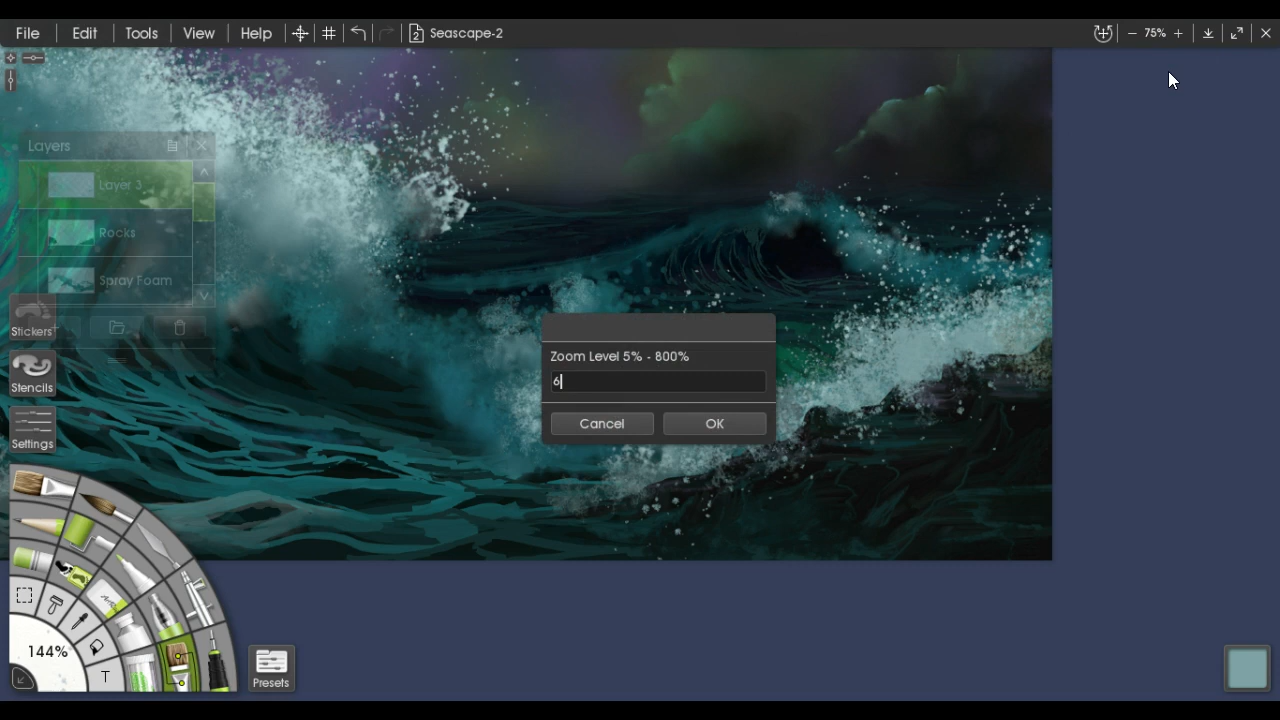 File Edit Tools View Help 2 Seascape-2 − 75% +
Layers
Layer 3
Rocks
Spray Foam
Stickers
Stencils
Settings
Zoom Level 5% - 800%
6
Cancel OK
144%
T
Presets